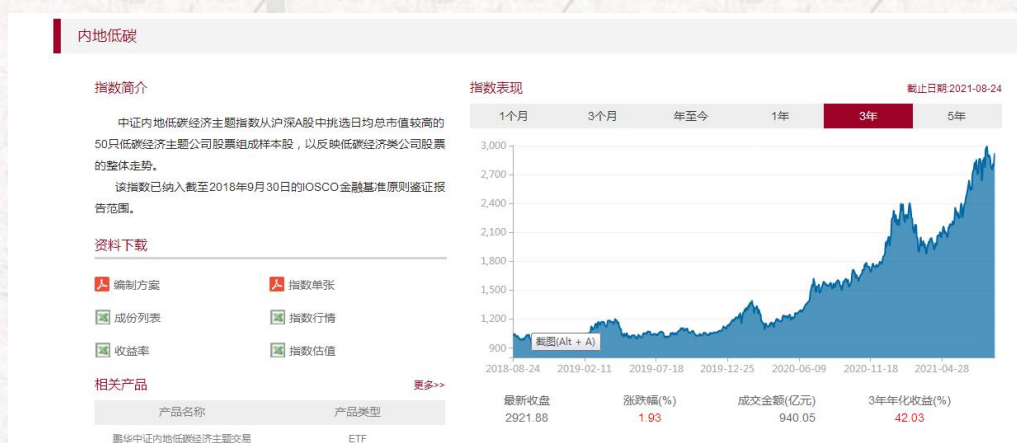 内地低碳
指数简介
中证内地低碳经济主题指数从沪深A股中挑选日均总市值较高的
50只低碳经济主题公司股票组成样本股，以反映低碳经济类公司股票
的整体走势。
该指数已纳入截至2018年9月30日的IOSCO金融基准原则鉴证报
告范围。
资料下载
编制方案 指数单张
成份列表 指数行情
收益率 指数估值
相关产品 更多>>
产品名称 产品类型
鹏华中证内地低碳经济主题交易 ETF
指数表现 截止日期:2021-08-24
1个月 3个月 年至今 1年 3年 5年
3,000
2,700
2,400
2,100
1,800
1,500
1,200
900
截图(Alt + A)
2018-08-24 2019-02-11 2019-07-18 2019-12-25 2020-06-09 2020-11-18 2021-04-28
最新收盘 涨跌幅(%) 成交金额(亿元) 3年年化收益(%)
2921.88 1.93 940.05 42.03